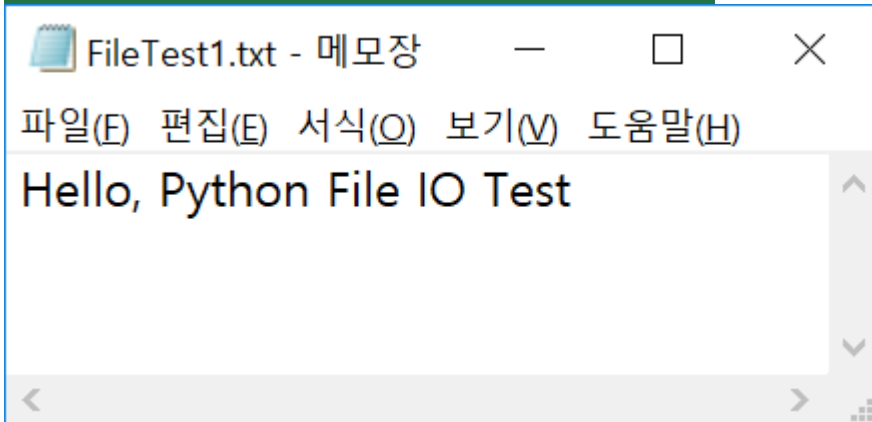 FileTest1.txt - 메모장
파일(F) 편집(E) 서식(O) 보기(V) 도움말(H)
Hello, Python File IO Test